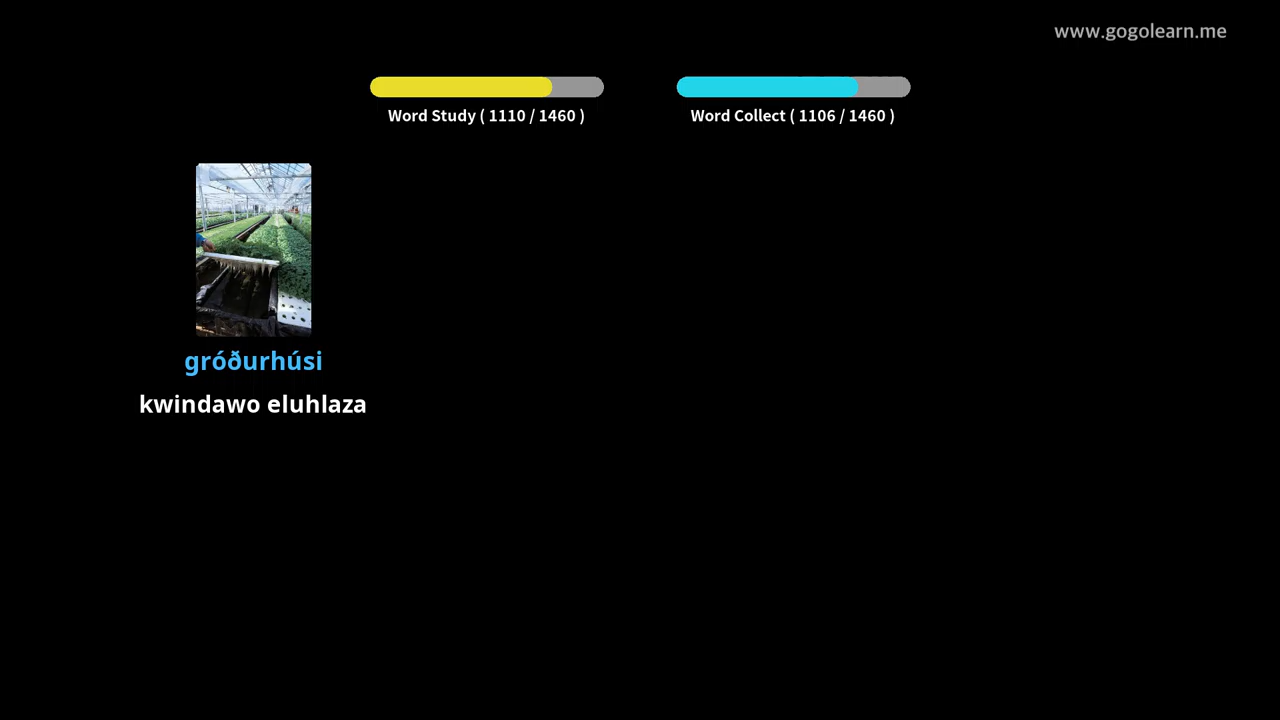 www.gogolearn.me
Word Study ( 1110 / 1460 )
Word Collect ( 1106 / 1460 )
gróðurhúsi
kwindawo eluhlaza